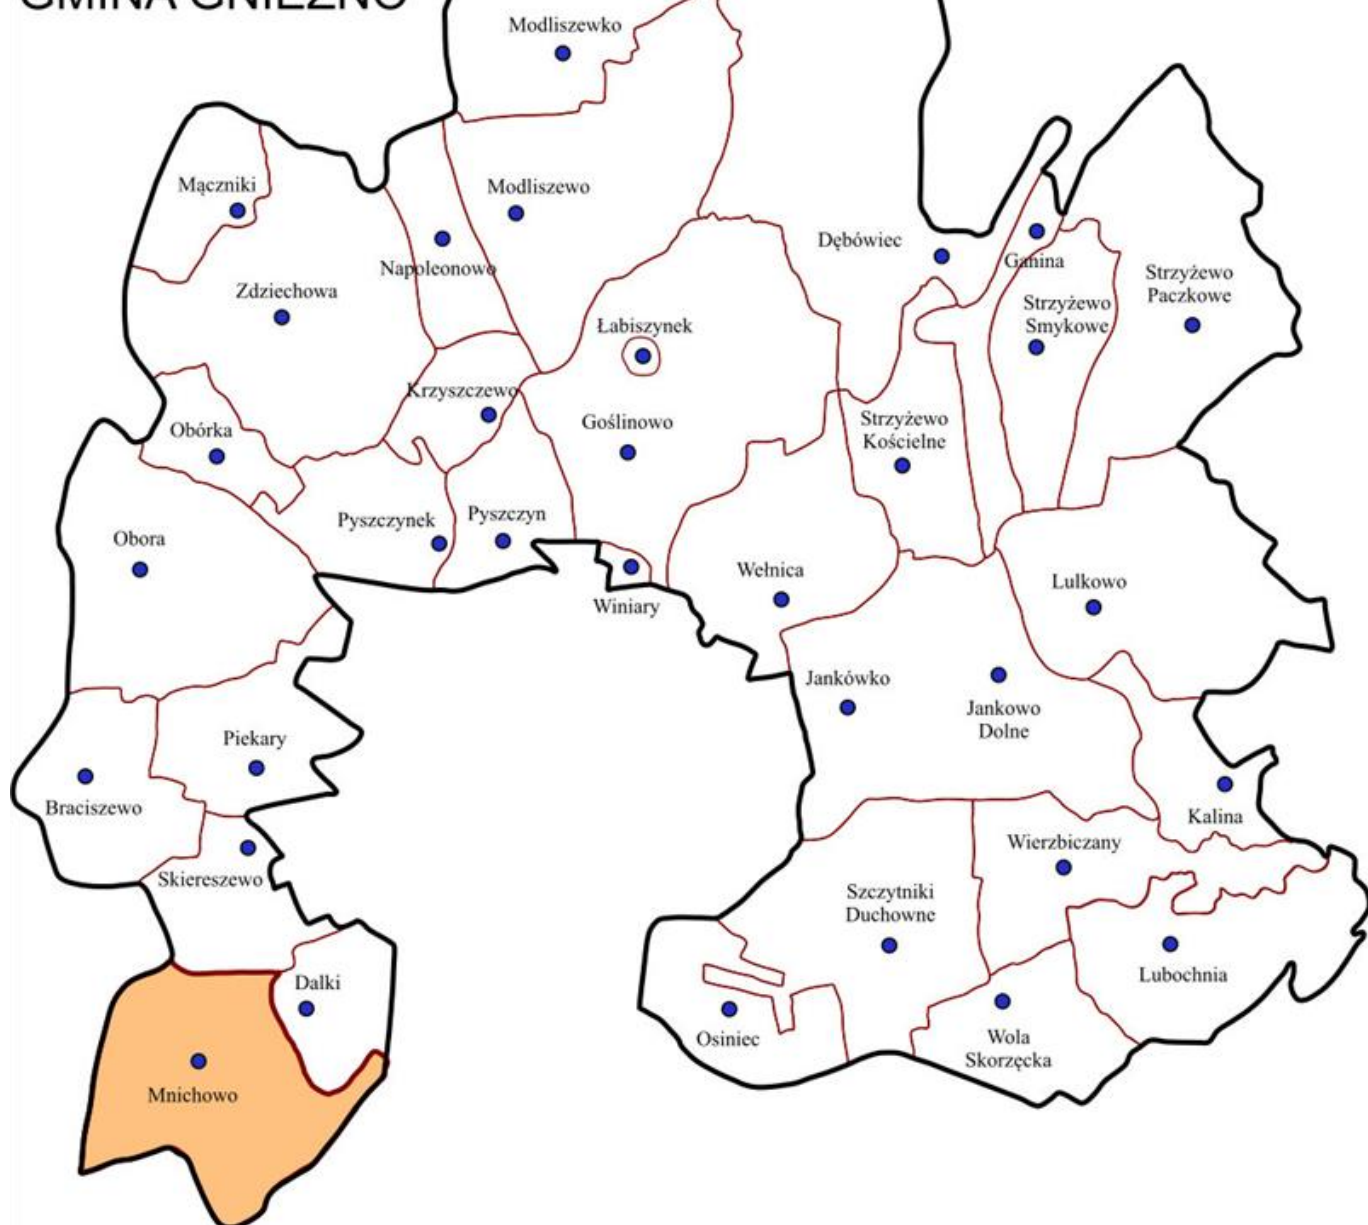 GMINA GNIEZNO
Modliszewko
Mączniki
Modliszewo
Napoleonowo
Zdziechowa
Dębówiec
Ganina
Strzyżewo
Paczkowe
Strzyżewo
Smykowe
Łabiszynek
Krzyszczewo
Goślinowo
Obórka
Strzyżewo
Kościelne
Pyszczynek
Pyszczyn
Obora
Winiary
Wełnica
Lulkowo
Jankówko
Jankowo
Dolne
Piekary
Braciszewo
Kalina
Skiereszewo
Wierzbiczany
Szczytniki
Duchowne
Lubochnia
Dalki
Osiniec
Wola
Skorzęcka
Mnichowo